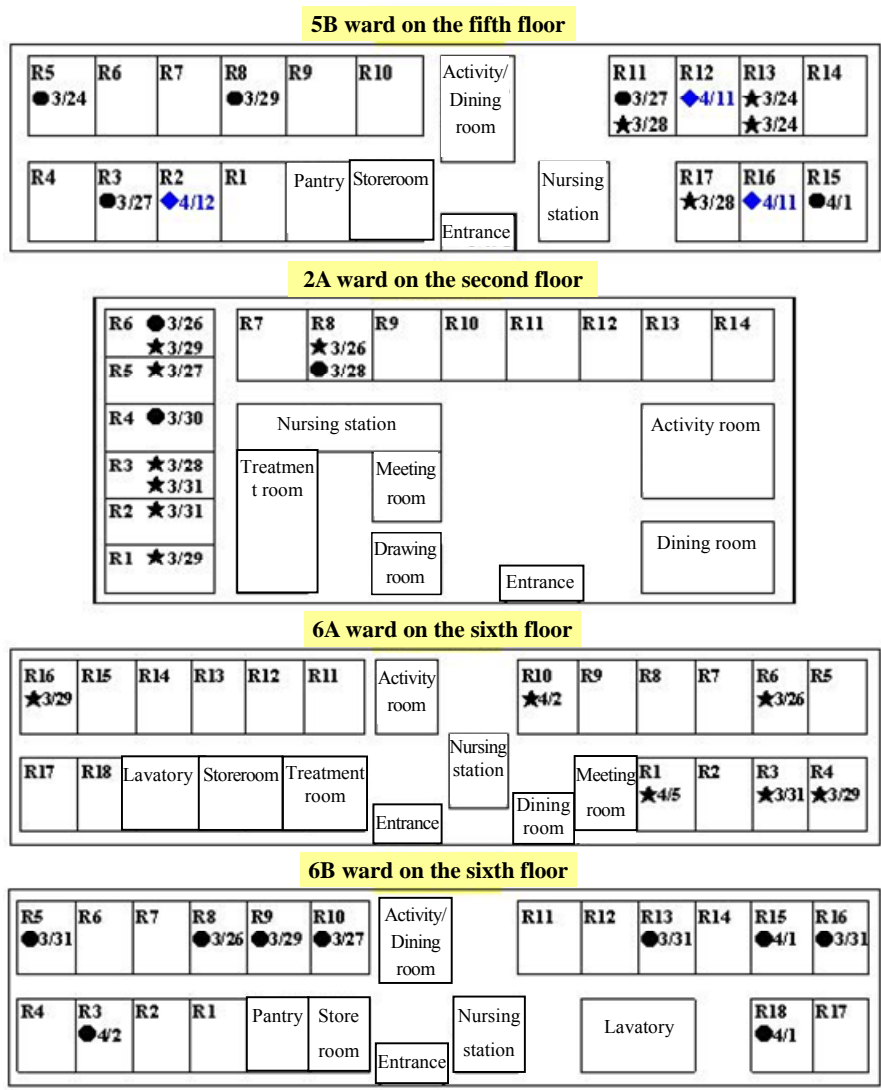 5B ward on the fifth floor
R5 R6 R7 R8 R9 R10 Activity/ Dining room R11 R12 R13 R14
●3/24 ●3/29 ●3/27 ◆4/11 ★3/24
★3/28 ★3/24
R4 R3 R2 R1 Pantry Storeroom Nursing station R17 R16 R15
●3/27 ◆4/12 ★3/28 ◆4/11 ●4/1
Entrance
2A ward on the second floor
R6 ●3/26
★3/29
R5 ★3/27
R4 ●3/30
R3 ★3/28
★3/31
R2 ★3/31
R1 ★3/29
R7 R8 R9 R10 R11 R12 R13 R14
★3/26
●3/28
Nursing station
Activity room
Treatmen
t room
Meeting
room
Drawing
room
Dining room
Entrance
6A ward on the sixth floor
R16 R15 R14 R13 R12 R11 Activity room R10 R9 R8 R7 R6 R5
★3/29 ★4/2 ★3/26
R17 R18 Lavatory Storeroom Treatment room Nursing station Meeting room R1 R2 R3 R4
★4/5 ★3/31 ★3/29
Entrance
Dining
room
6B ward on the sixth floor
R5 R6 R7 R8 R9 R10 Activity/ Dining room R11 R12 R13 R14 R15 R16
●3/31 ●3/26 ●3/29 ●3/27 ●3/31 ●4/1 ●3/31
R4 R3 R2 R1 Pantry Store room Nursing station Lavatory R18 R17
●4/2 ●4/1
Entrance